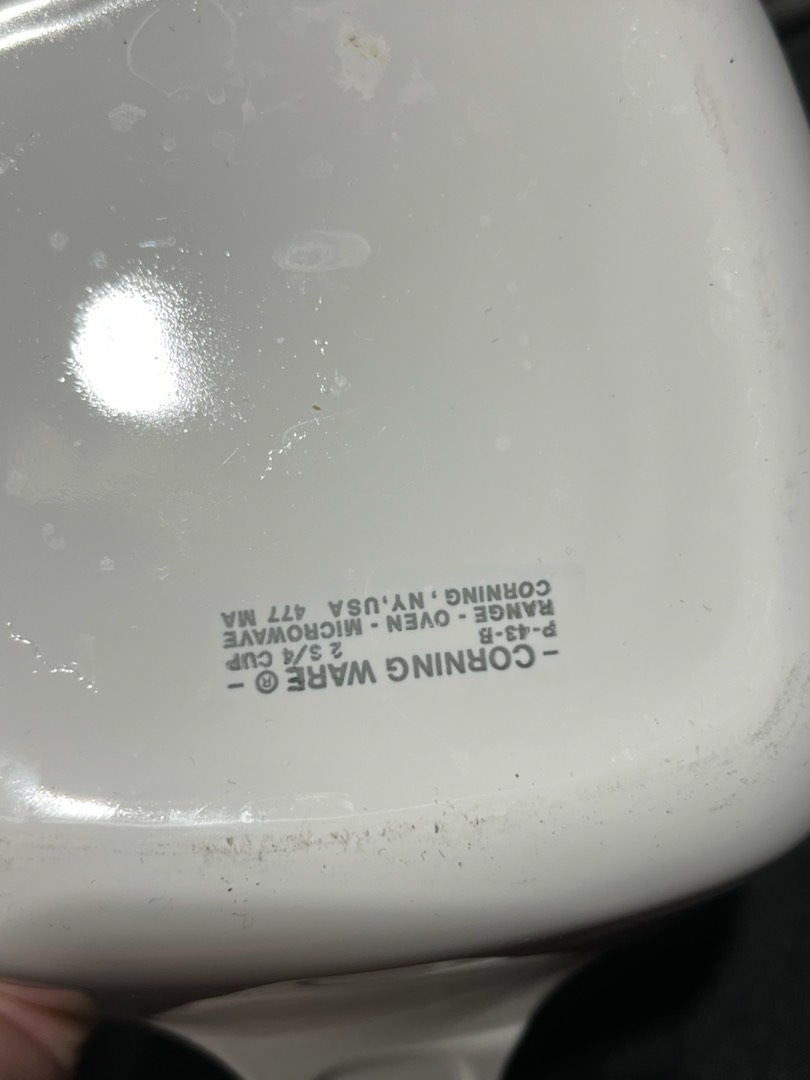 - CORNING WARE ® -
P-43-B 2 3/4 CUP
RANGE - OVEN - MICROWAVE
CORNING, NY, USA 477 MA